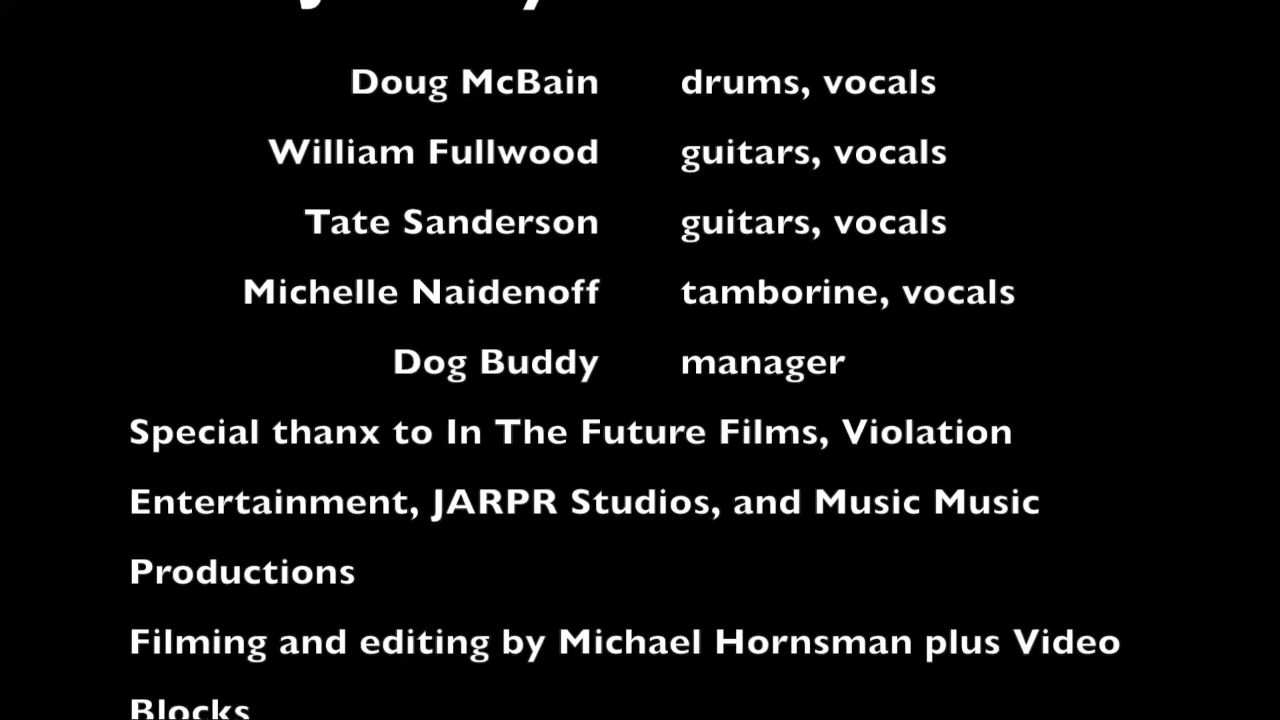 Doug McBain drums, vocals
William Fullwood guitars, vocals
Tate Sanderson guitars, vocals
Michelle Naidenoff tamborine, vocals
Dog Buddy manager
Special thanx to In The Future Films, Violation
Entertainment, JARPR Studios, and Music Music
Productions
Filming and editing by Michael Hornsman plus Video
Blocks